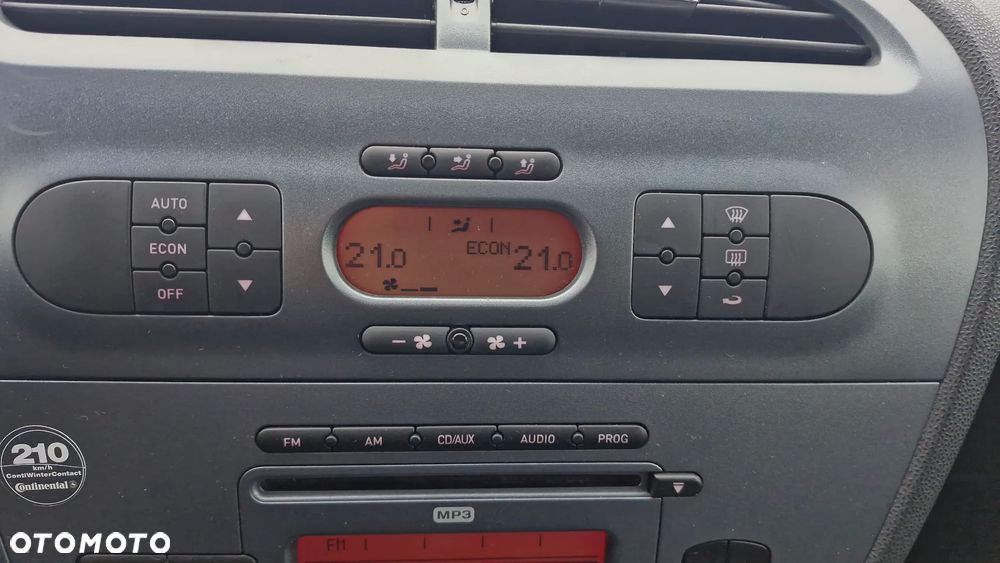 AUTO
ECON
OFF
21.0
ECON 21.0
- +
FM AM CD/AUX AUDIO PROG
210
km/h
ContiWinterContact
Continental
MP3
FM
OTOMOTO